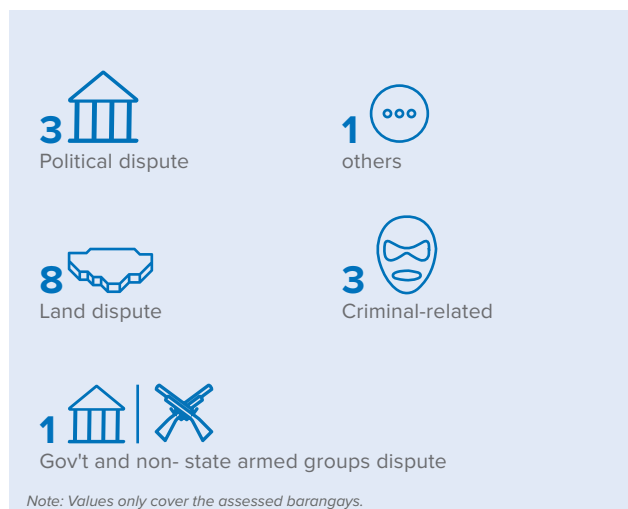 3
Political dispute
1
others
8
Land dispute
3
Criminal-related
1
Gov't and non- state armed groups dispute
Note: Values only cover the assessed barangays.